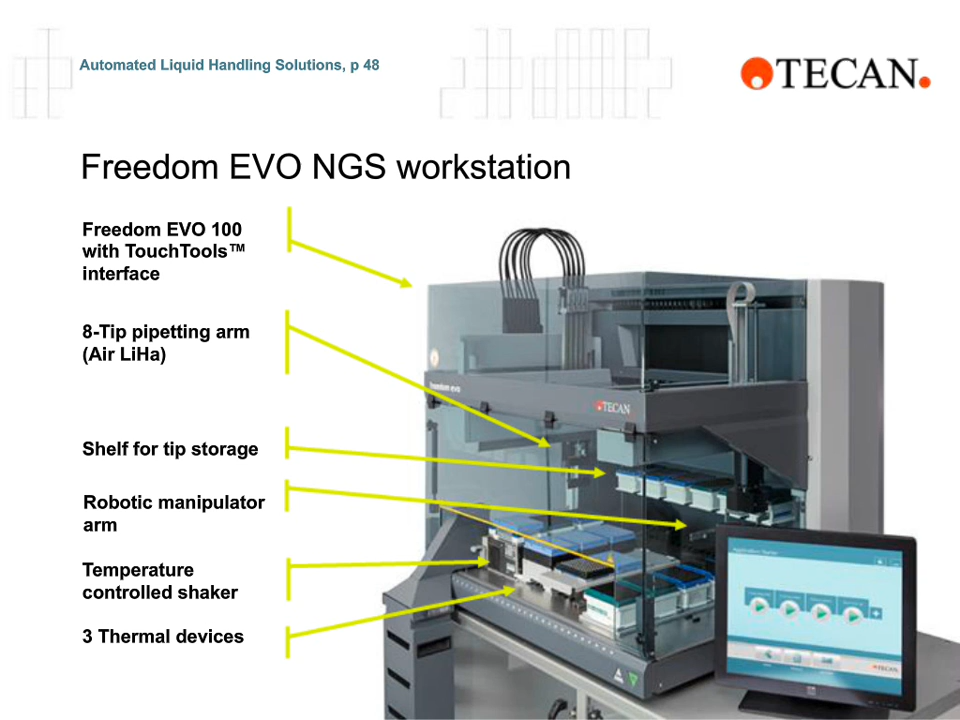 Automated Liquid Handling Solutions, p 48
TECAN.
Freedom EVO NGS workstation
Freedom EVO 100
with TouchTools™
interface
8-Tip pipetting arm
(Air LiHa)
Shelf for tip storage
Robotic manipulator
arm
Temperature
controlled shaker
3 Thermal devices
freedom evo
TECAN
Application Starter
TECAN